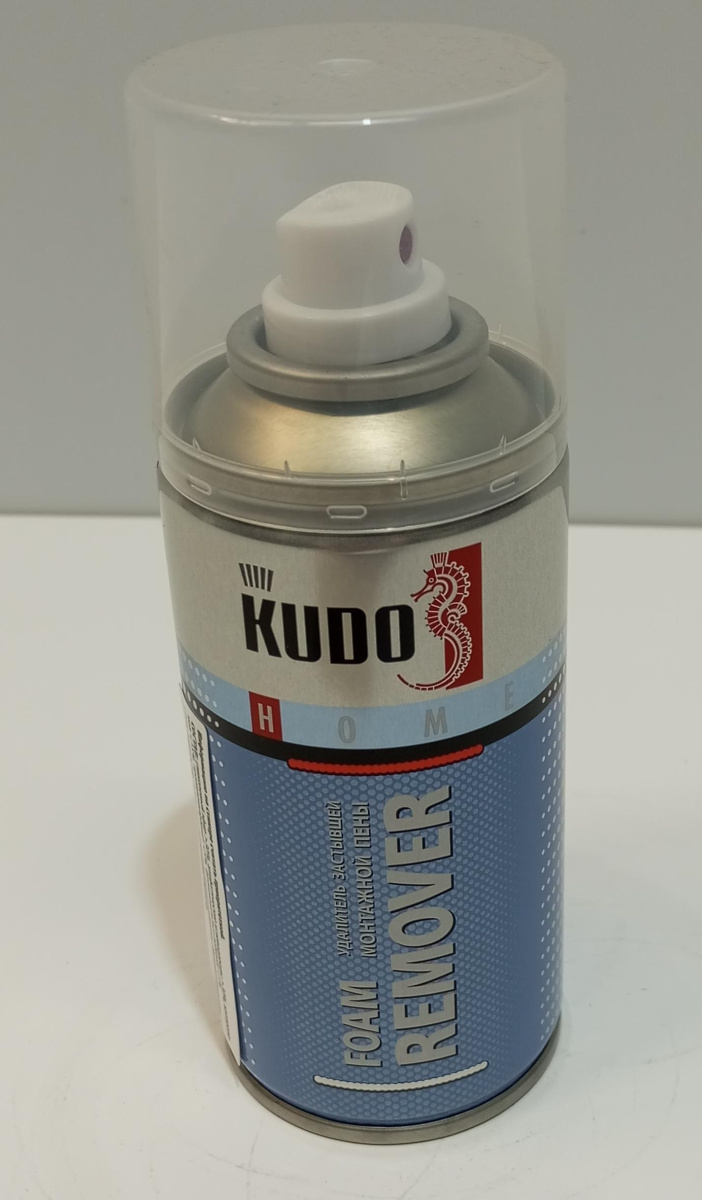 KUDO
HOME
FOAM
REMOVER
УДАЛИТЕЛЬ ЗАСТЫВШЕЙ
МОНТАЖНОЙ ПЕНЫ